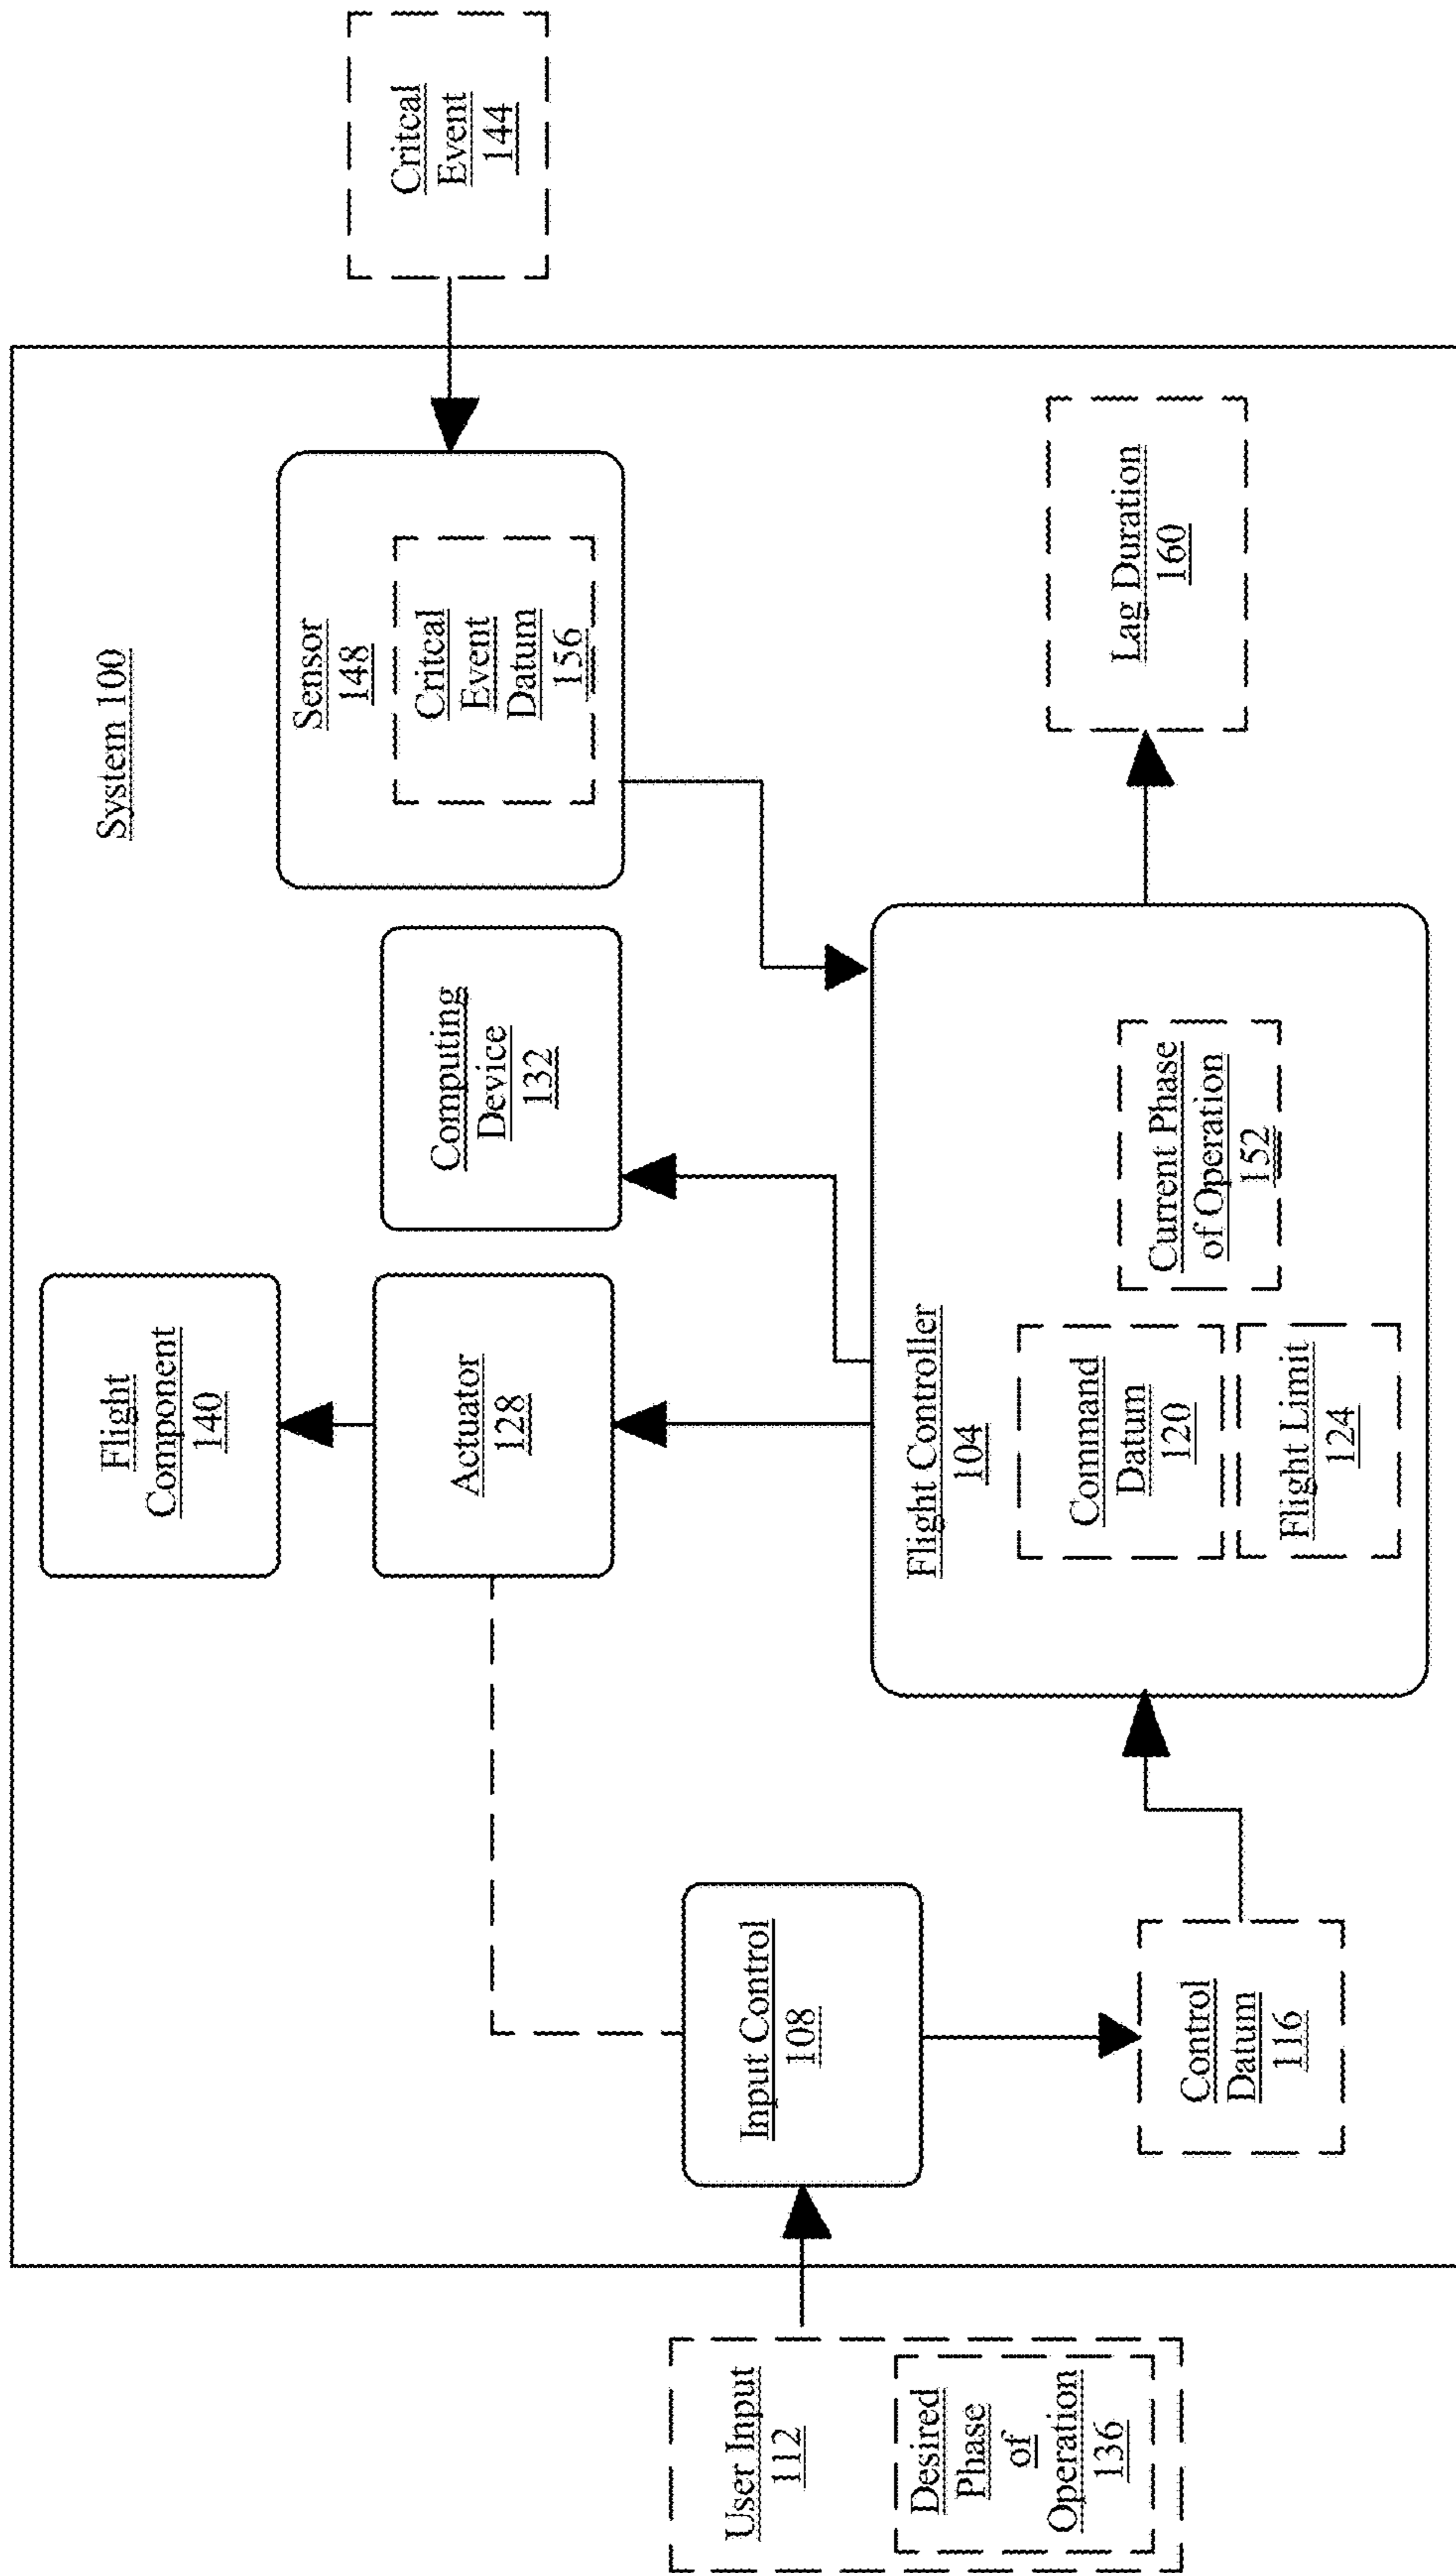 System 100
User Input
112
Desired
Phase
of
Operation
136
Input Control
108
Control
Datum
116
Flight
Component
140
Actuator
128
Computing
Device
132
Flight Controller
104
Command
Datum
120
Flight Limit
124
Current Phase
of Operation
152
Sensor
148
Critcal
Event
Datum
156
Lag Duration
160
Critcal
Event
144